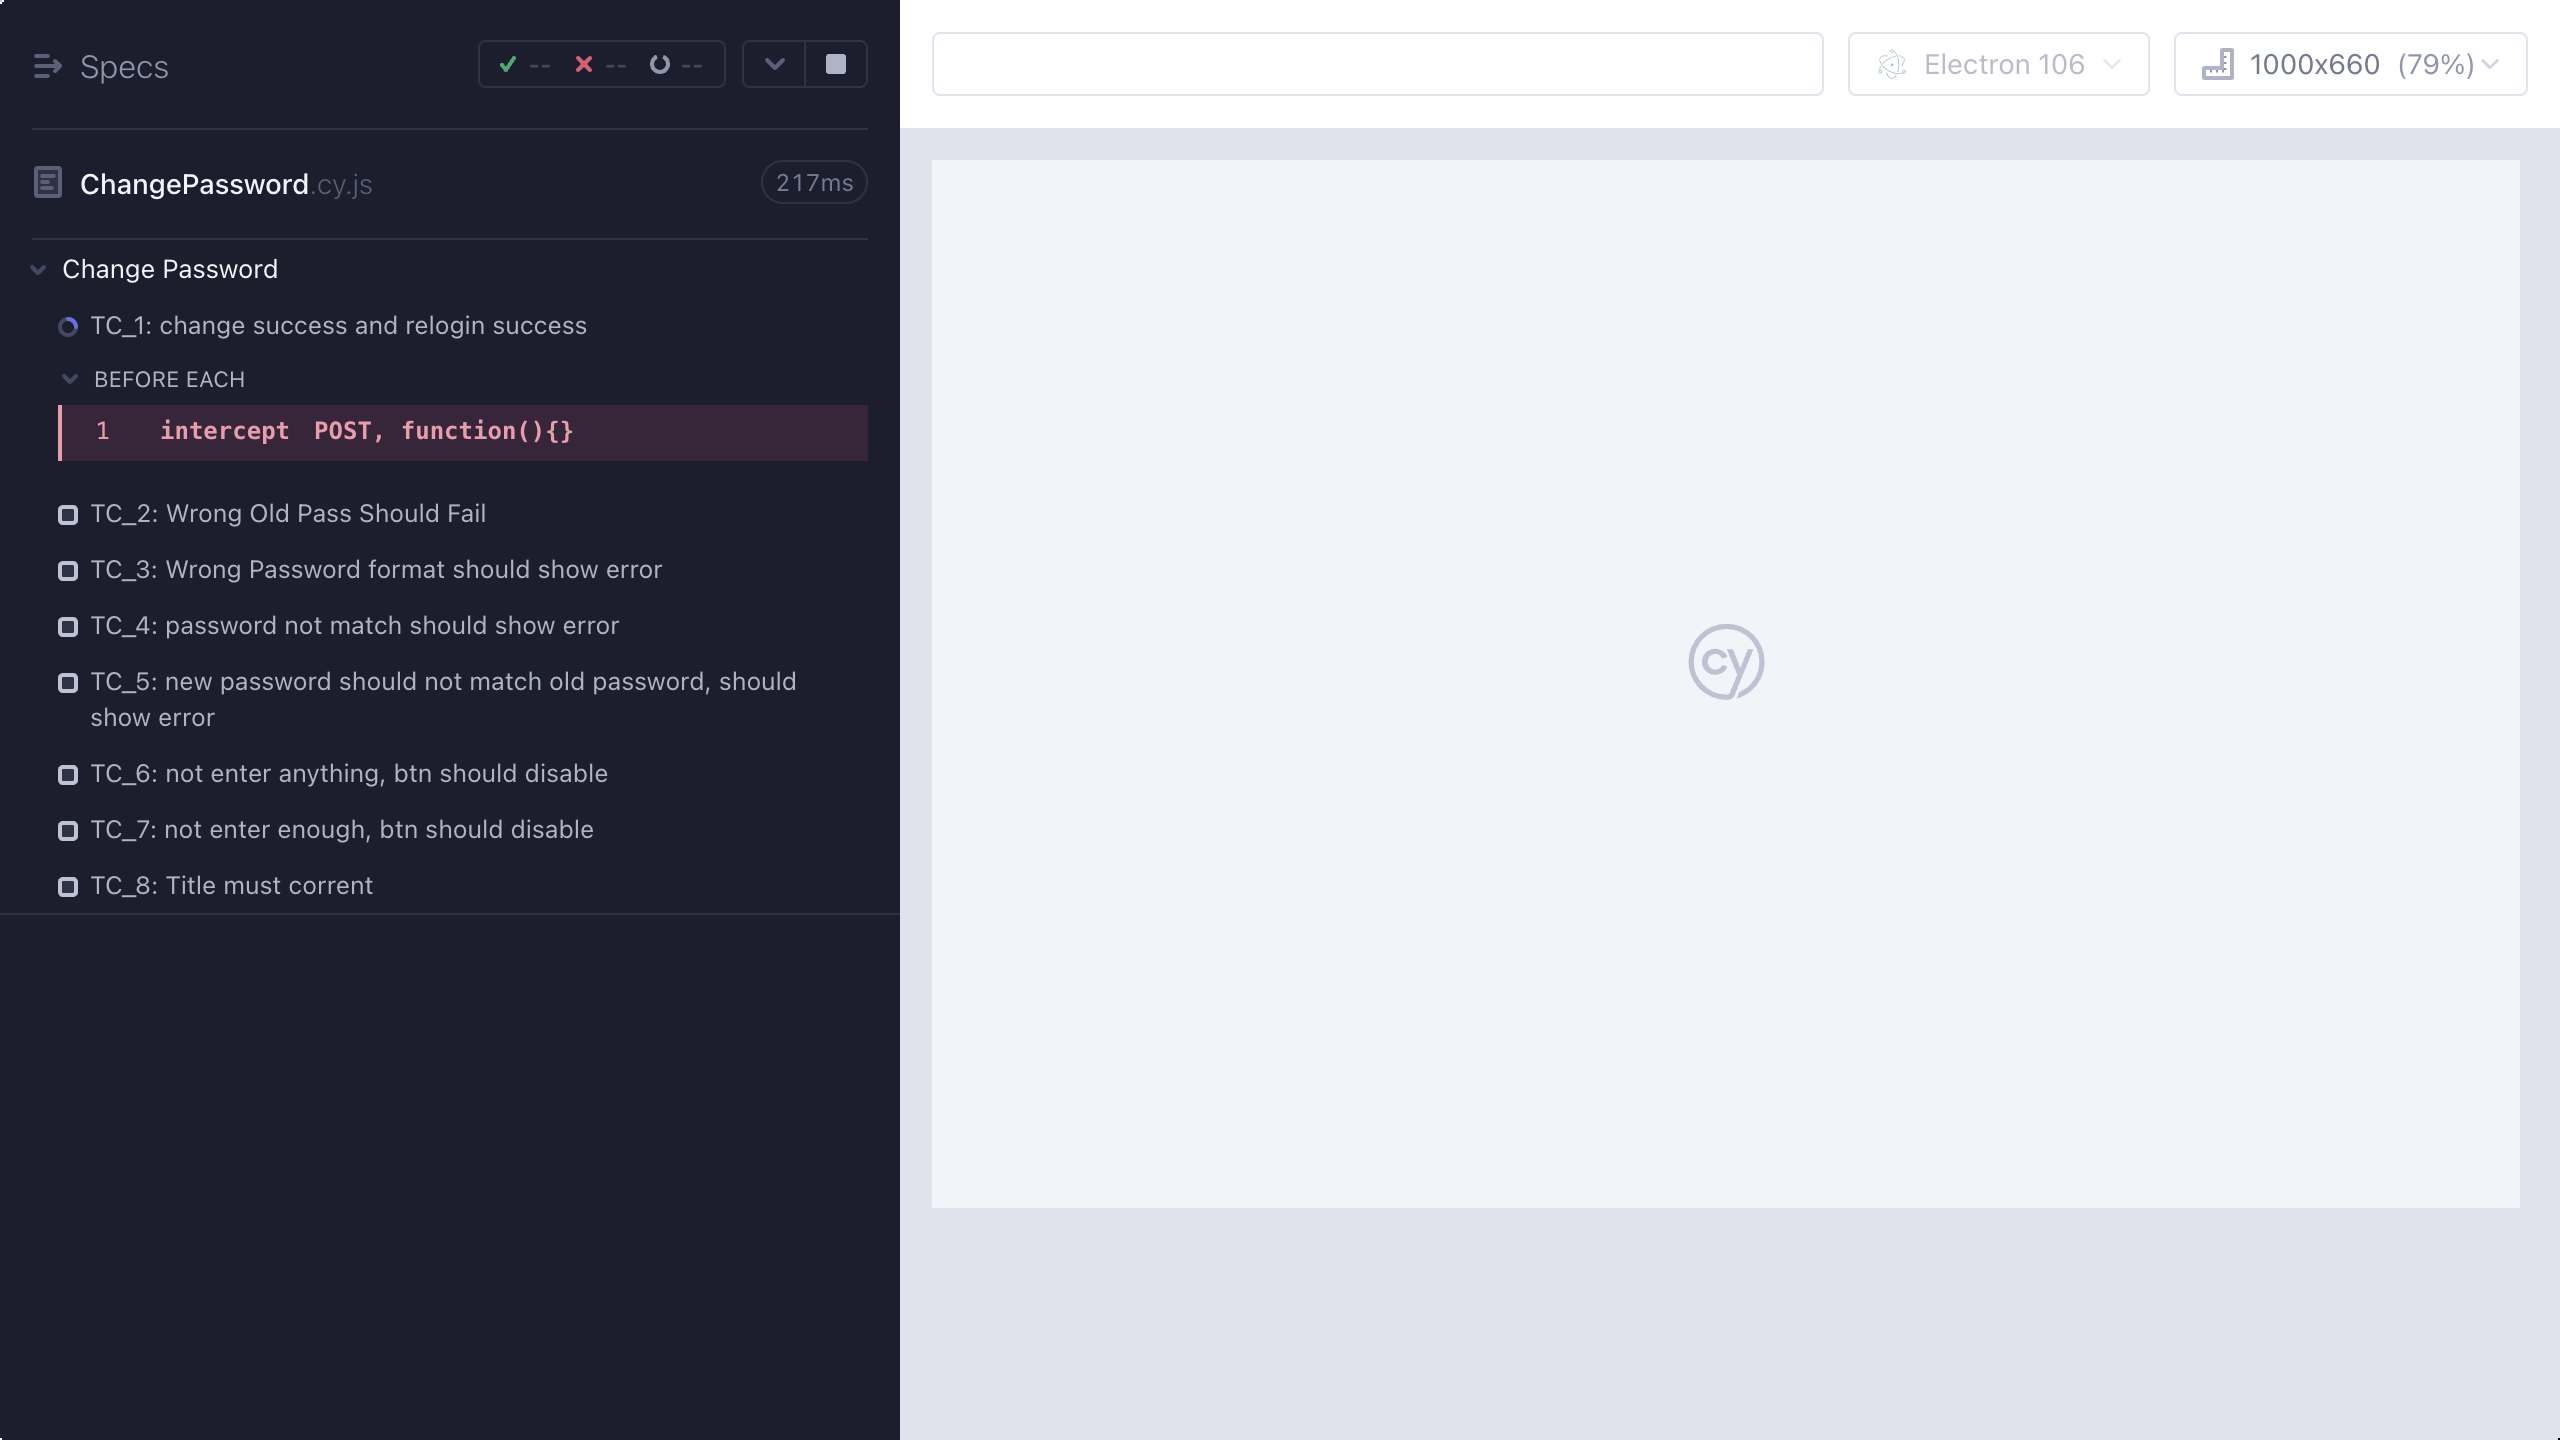 Specs
--
--
--
Electron 106
1000x660 (79%)
ChangePassword.cy.js
217ms
Change Password
TC_1: change success and relogin success
BEFORE EACH
1 intercept POST, function(){}
TC_2: Wrong Old Pass Should Fail
TC_3: Wrong Password format should show error
TC_4: password not match should show error
TC_5: new password should not match old password, should
show error
TC_6: not enter anything, btn should disable
TC_7: not enter enough, btn should disable
TC_8: Title must corrent
cy